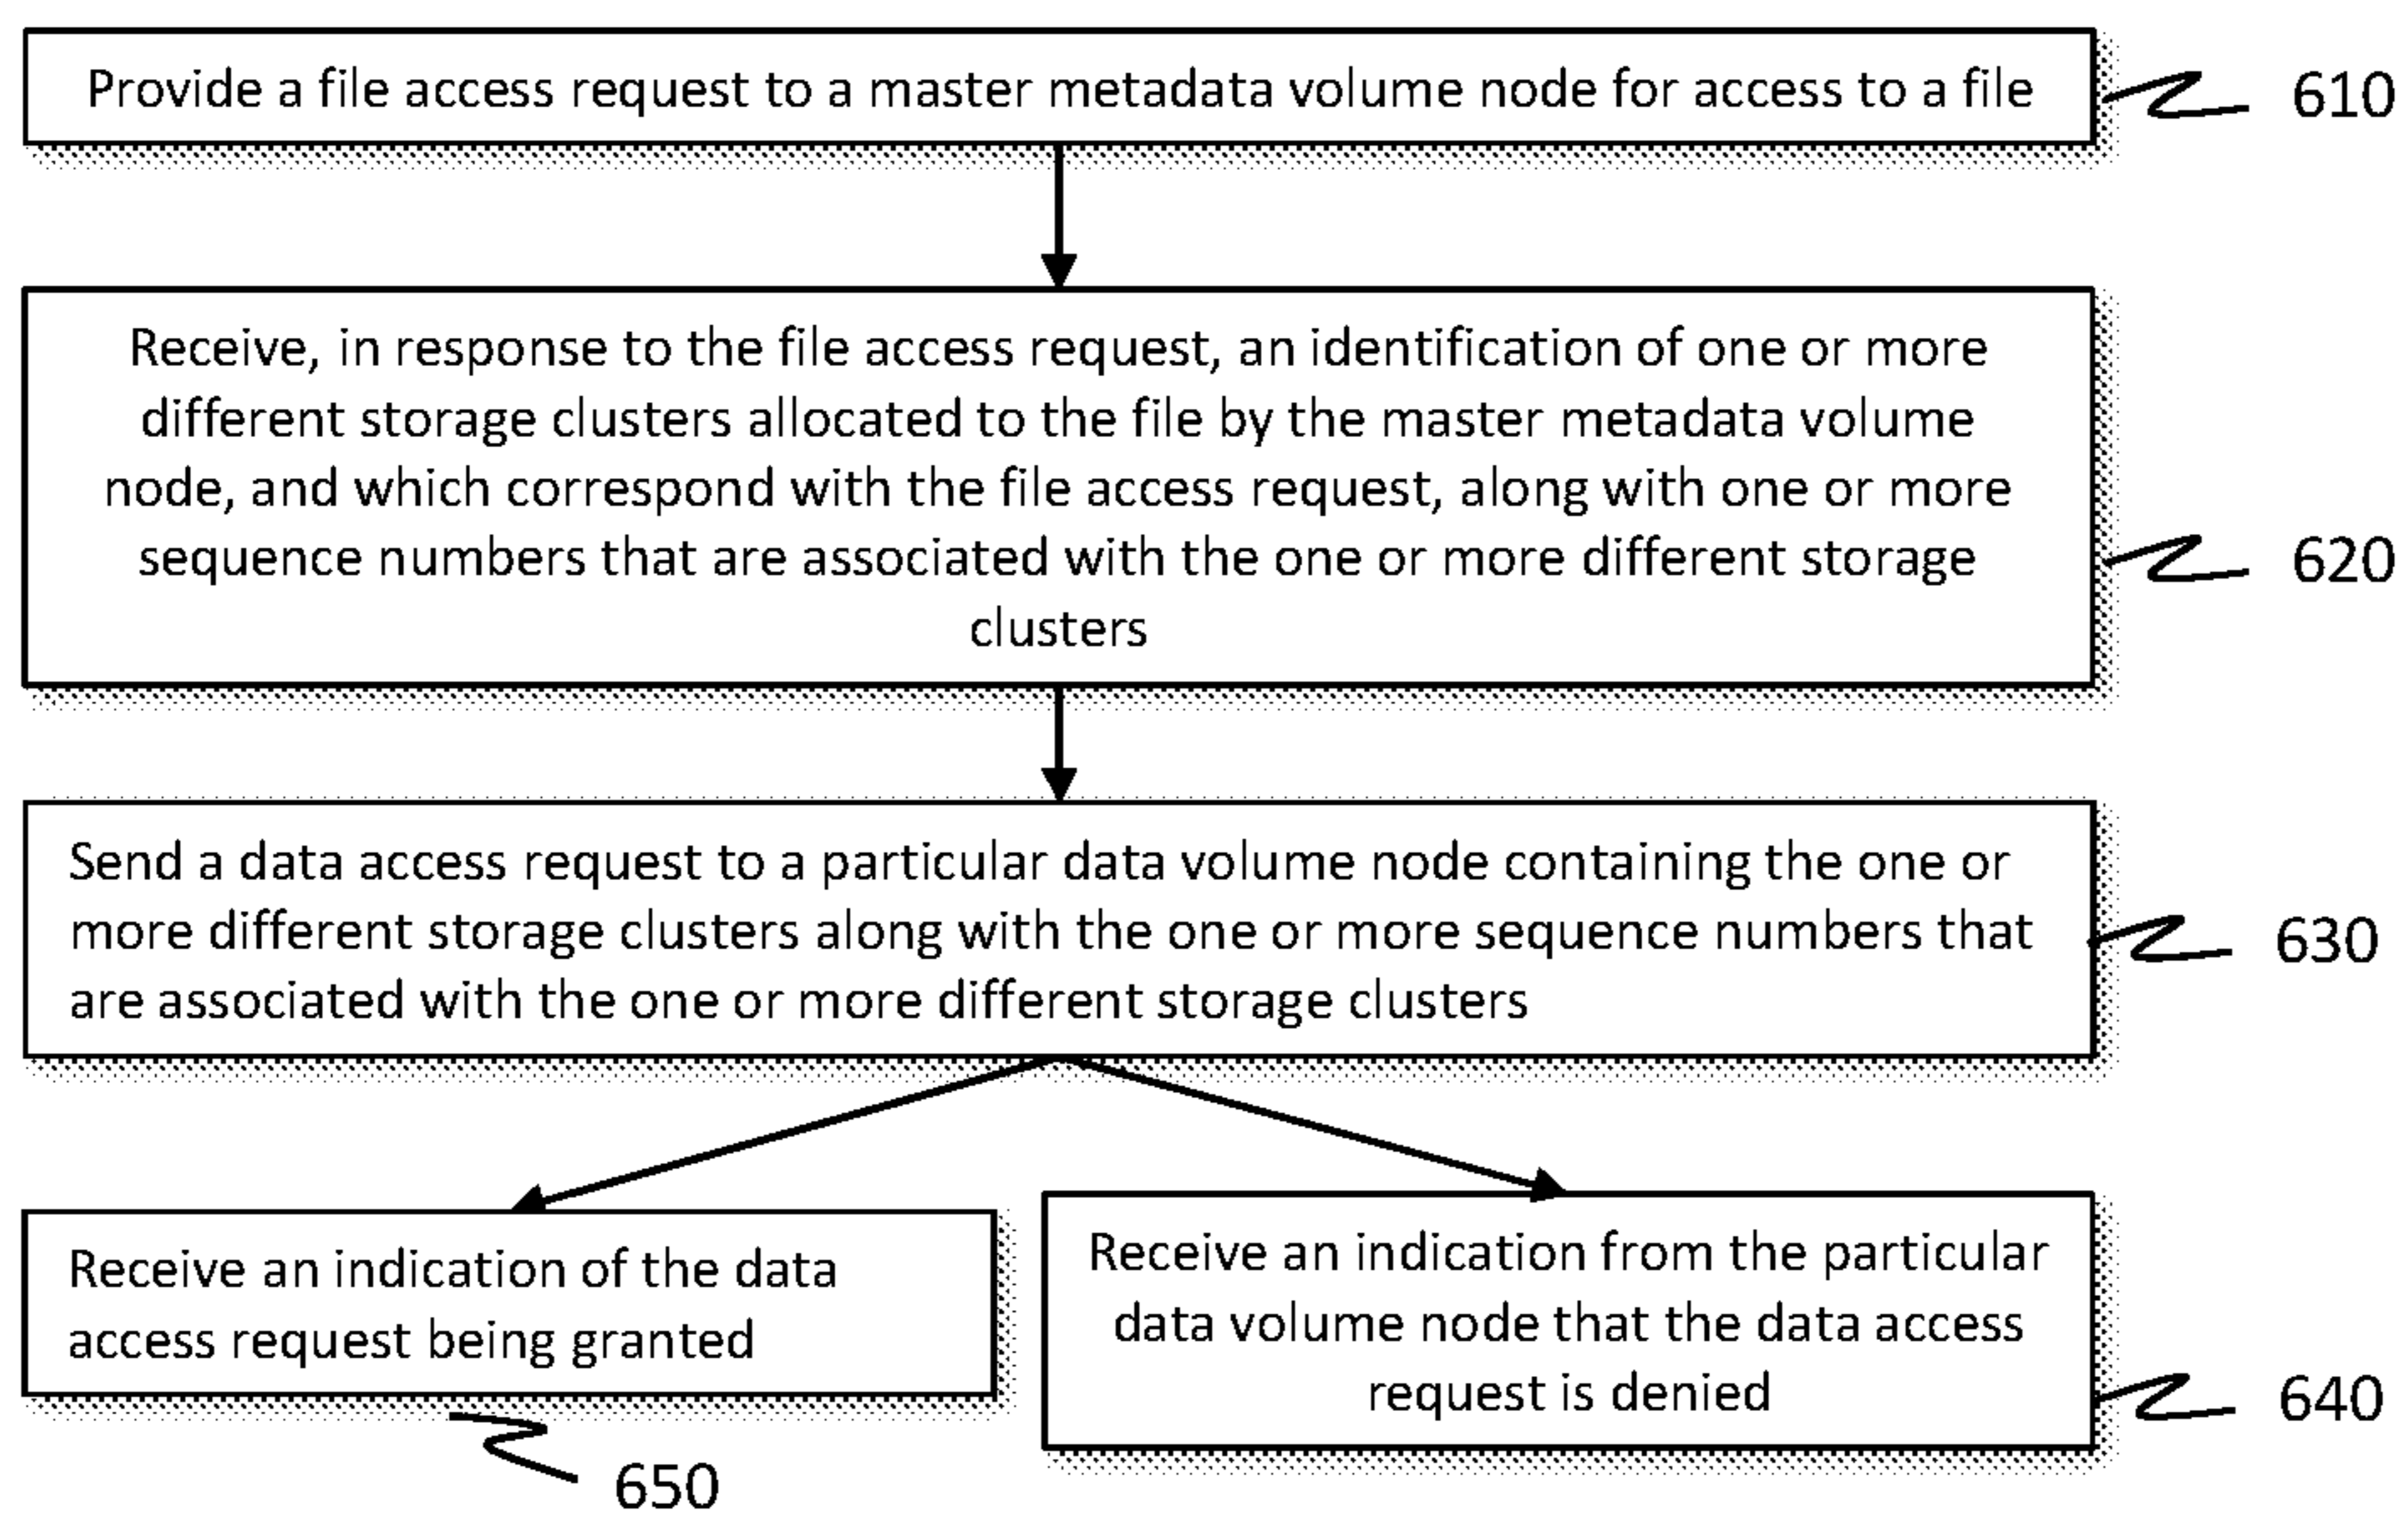 Provide a file access request to a master metadata volume node for access to a file
610
Receive, in response to the file access request, an identification of one or more
different storage clusters allocated to the file by the master metadata volume
node, and which correspond with the file access request, along with one or more
sequence numbers that are associated with the one or more different storage
clusters
620
Send a data access request to a particular data volume node containing the one or
more different storage clusters along with the one or more sequence numbers that
are associated with the one or more different storage clusters
630
Receive an indication of the data
access request being granted
650
Receive an indication from the particular
data volume node that the data access
request is denied
640